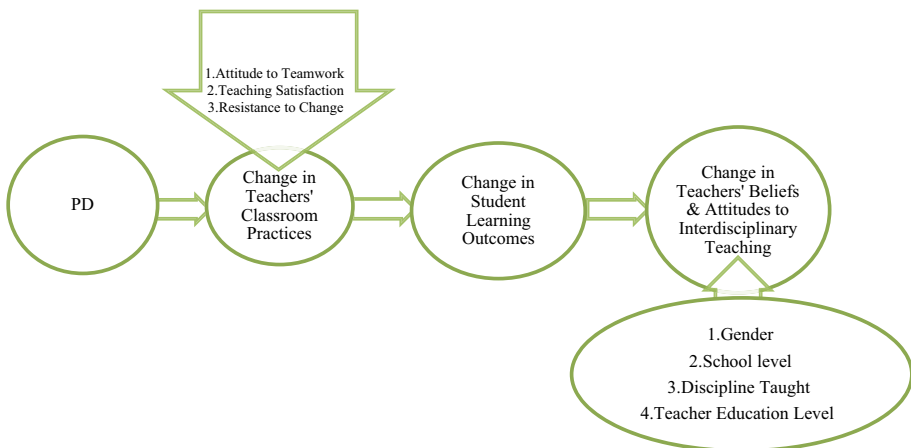 1.Attitude to Teamwork
2.Teaching Satisfaction
3.Resistance to Change
PD
Change in
Teachers'
Classroom
Practices
Change in
Student
Learning
Outcomes
Change in
Teachers' Beliefs
& Attitudes to
Interdisciplinary
Teaching
1.Gender
2.School level
3.Discipline Taught
4.Teacher Education Level